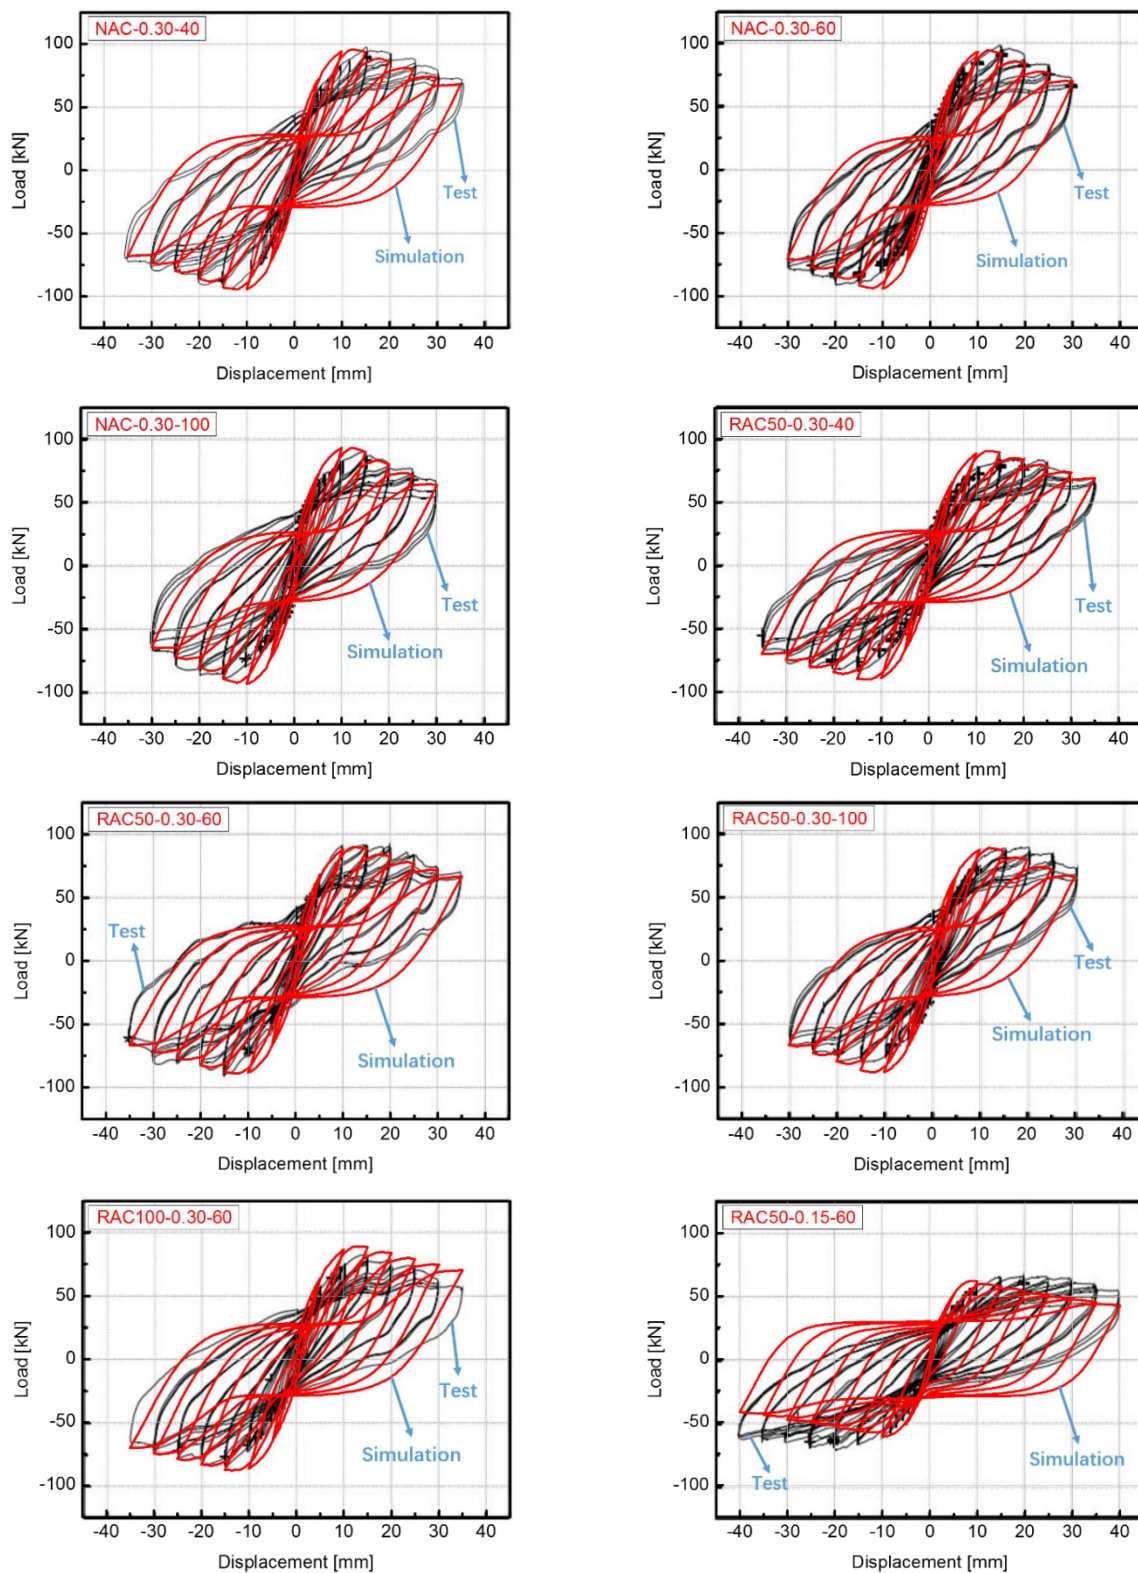 NAC-0.30-40
100
50
0
-50
-100
Load [kN]
Test
Simulation
-40 -30 -20 -10 0 10 20 30 40
Displacement [mm]
NAC-0.30-60
100
50
0
-50
-100
Load [kN]
Test
Simulation
-40 -30 -20 -10 0 10 20 30 40
Displacement [mm]
NAC-0.30-100
100
50
0
-50
-100
Load [kN]
Test
Simulation
-40 -30 -20 -10 0 10 20 30 40
Displacement [mm]
RAC50-0.30-40
100
50
0
-50
-100
Load [kN]
Test
Simulation
-40 -30 -20 -10 0 10 20 30 40
Displacement [mm]
RAC50-0.30-60
100
50
0
-50
-100
Load [kN]
Test
Simulation
-40 -30 -20 -10 0 10 20 30 40
Displacement [mm]
RAC50-0.30-100
100
50
0
-50
-100
Load [kN]
Test
Simulation
-40 -30 -20 -10 0 10 20 30 40
Displacement [mm]
RAC100-0.30-60
100
50
0
-50
-100
Load [kN]
Test
Simulation
-40 -30 -20 -10 0 10 20 30 40
Displacement [mm]
RAC50-0.15-60
100
50
0
-50
-100
Load [kN]
Test
Simulation
-40 -30 -20 -10 0 10 20 30 40
Displacement [mm]